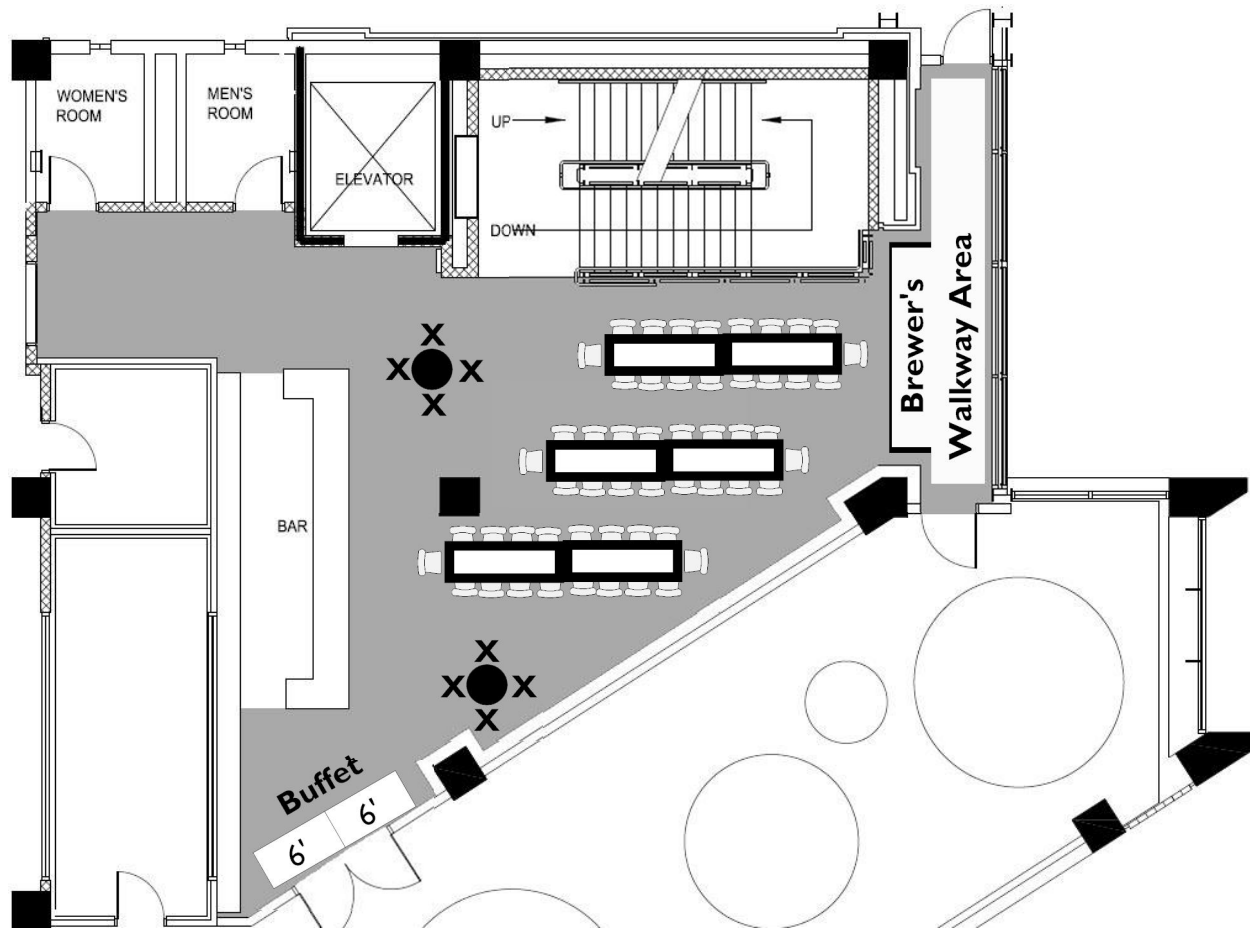 WOMEN'S
ROOM
MEN'S
ROOM
ELEVATOR
UP
DOWN
Brewer's
Walkway Area
X
X X
X
BAR
X
X X
X
Buffet
6'
6'